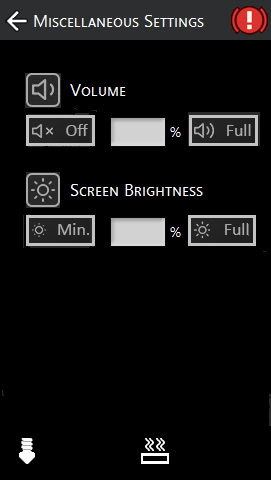 Miscellaneous Settings
Volume
Off % Full
Screen Brightness
Min. % Full